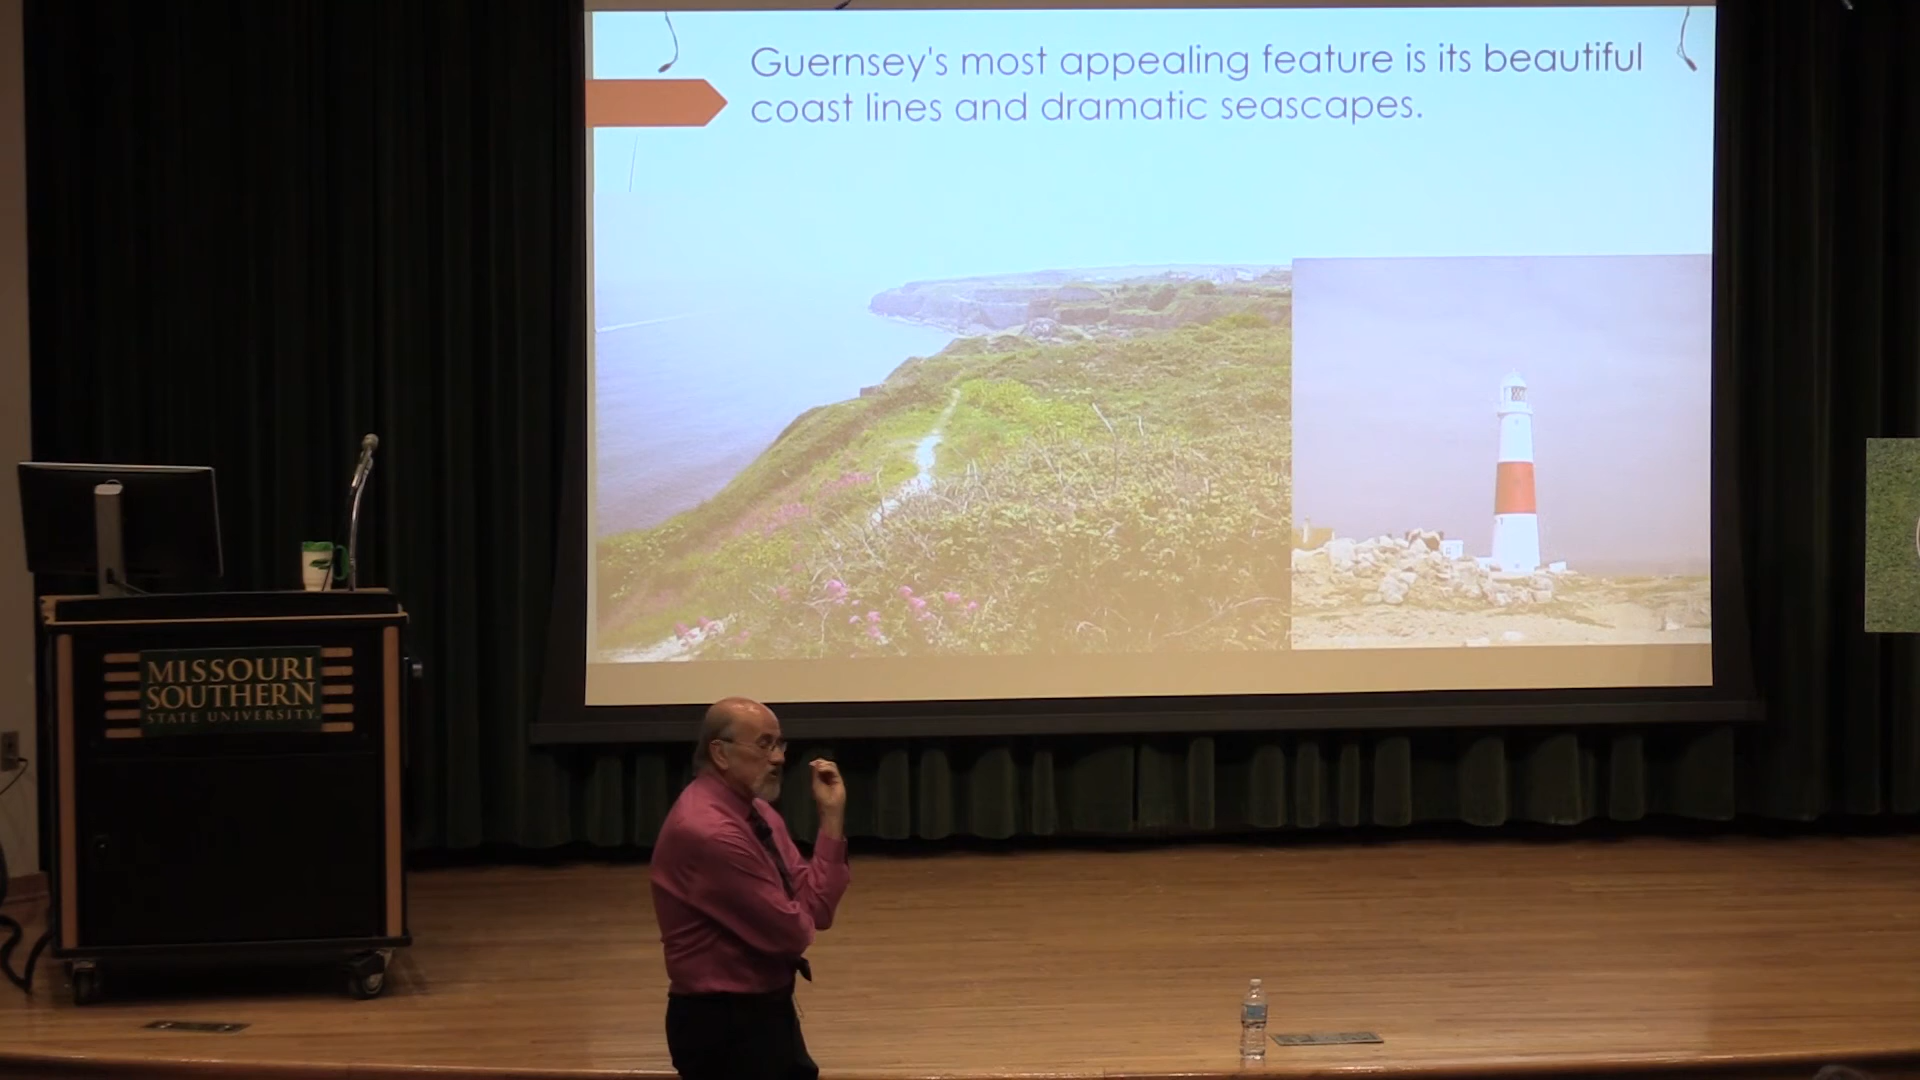 Guernsey's most appealing feature is its beautiful
coast lines and dramatic seascapes.
MISSOURI
SOUTHERN
STATE UNIVERSITY